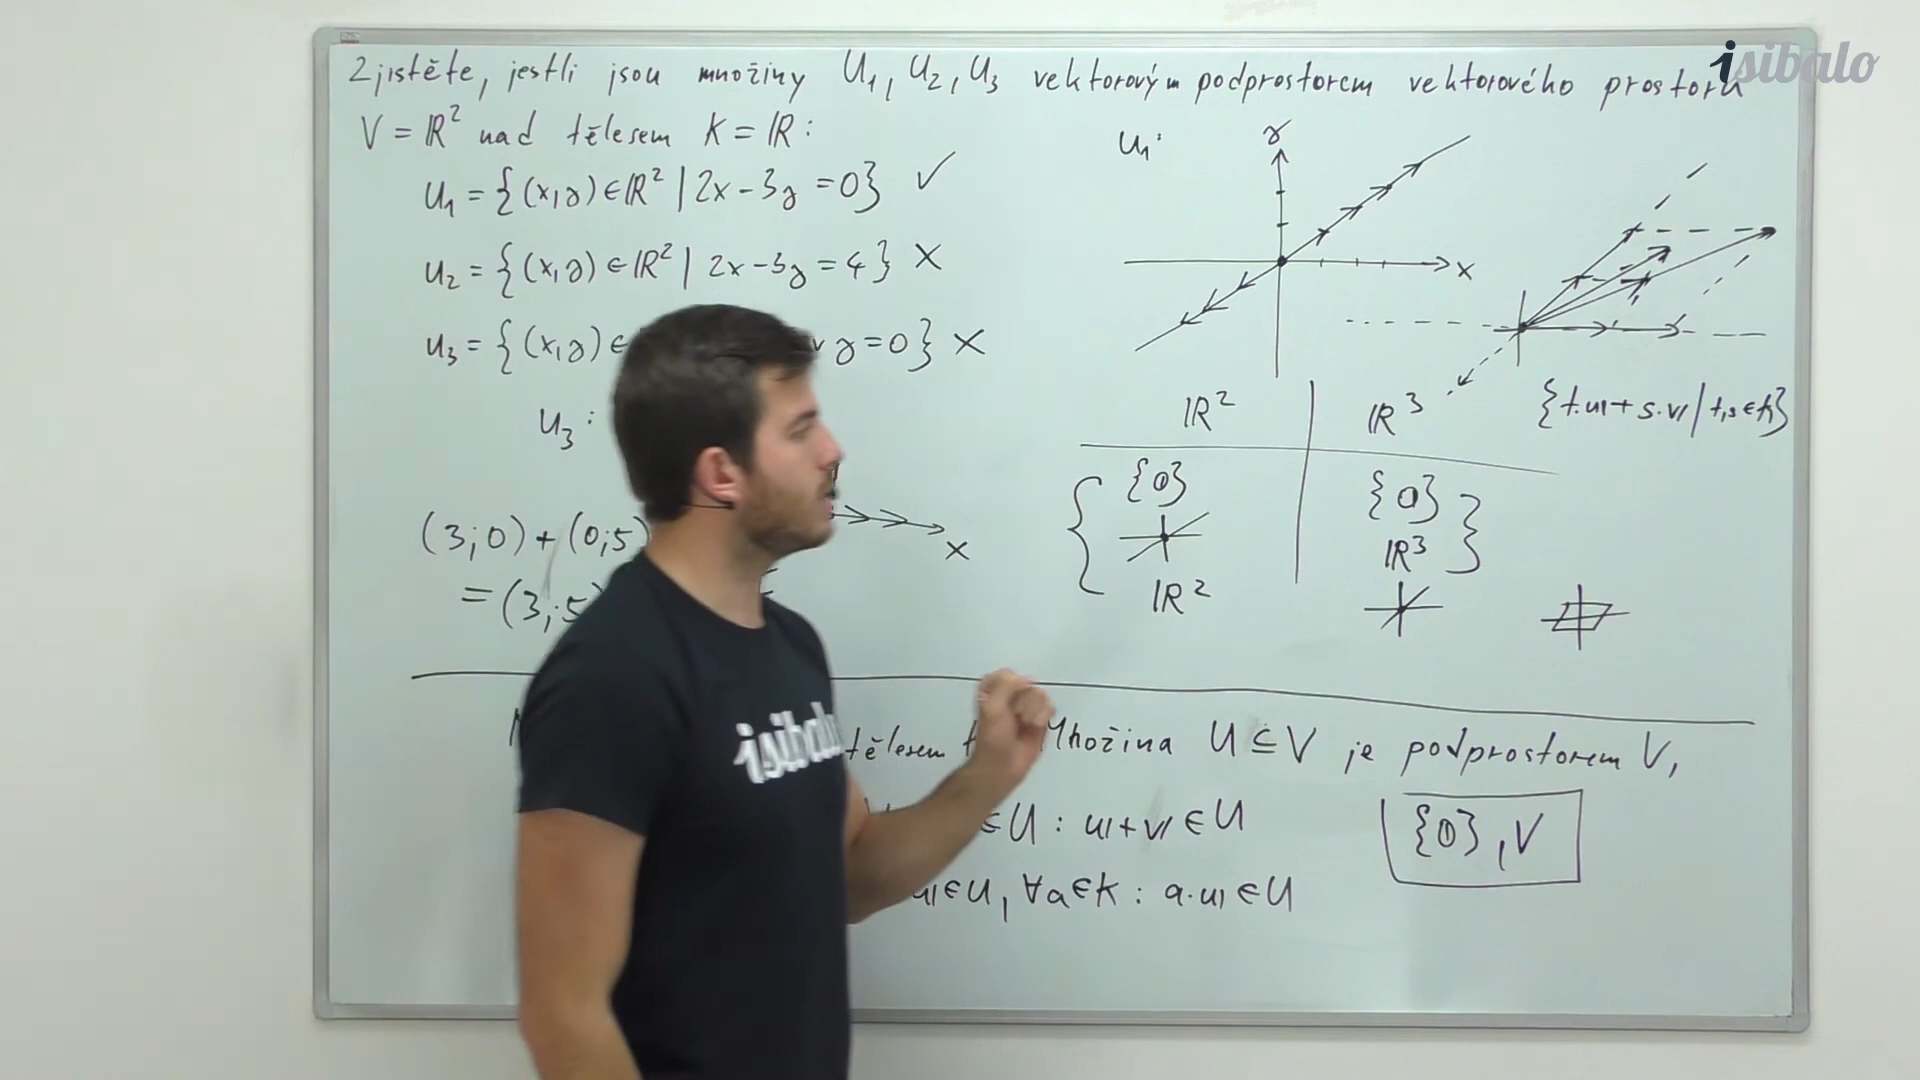 Zjistěte, jestli jsou množiny U₁, U₂, U₃ vektorovým podprostorem vektorového prostoru
V = ℝ² nad tělesem K = ℝ:
U₁ = {(x,y) ∈ ℝ² | 2x - 3y = 0} ✓
U₂ = {(x,y) ∈ ℝ² | 2x - 3y = 4} X
U₃ = {(x,y) ∈ y = 0} X
U₃:
x
(3;0) + (0;5)
= (3;5)
U₁:
y
x
{t·u + s·v | t,s ∈ K}
ℝ² ℝ³
{0} {0}
ℝ³
ℝ²
tělesem Množina U ⊆ V je podprostorem V,
∈ U : u + v ∈ U
u ∈ U, ∀a ∈ K : a·u ∈ U
{0}, V
isibalo
isibalo